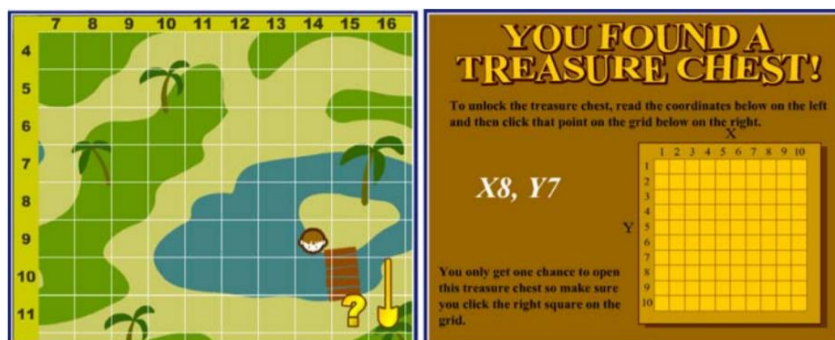 7 8 9 10 11 12 13 14 15 16
4
5
6
7
8
9
10
11
?
YOU FOUND A
TREASURE CHEST!
To unlock the treasure chest, read the coordinates below on the left
and then click that point on the grid below on the right.
X
1 2 3 4 5 6 7 8 9 10
1
2
3
4
5
6
7
8
9
10
Y
X8, Y7
You only get one chance to open
this treasure chest so make sure
you click the right square on the
grid.